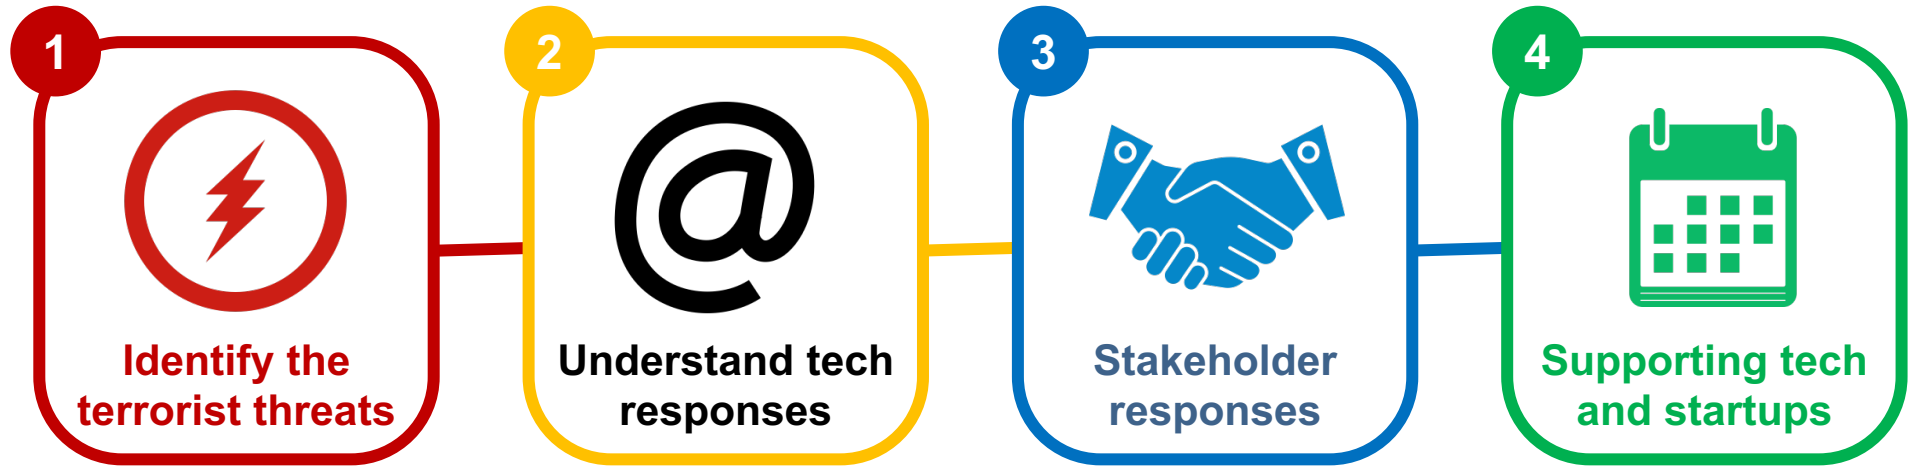 1
Identify the
terrorist threats
2
@
Understand tech
responses
3
Stakeholder
responses
4
Supporting tech
and startups